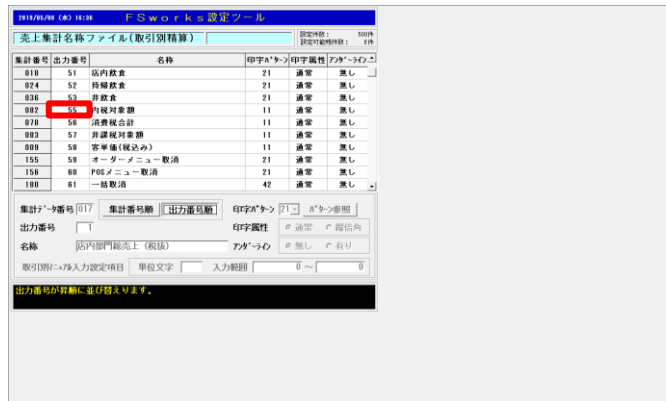 2019/05/08 (水) 16:36 FSworks設定ツール
売上集計名称ファイル(取引別精算) 設定件数： 500件
設定可能残件数： 0件
集計番号 出力番号 名称 印字ﾊﾟﾀｰﾝ 印字属性 ｱﾝﾀﾞｰﾗｲﾝ
018 51 店内飲食 21 通常 無し
024 52 持帰飲食 21 通常 無し
036 53 非飲食 21 通常 無し
082 55 内税対象額 11 通常 無し
078 56 消費税合計 11 通常 無し
083 57 非課税対象額 11 通常 無し
009 58 客単価(税込み) 11 通常 無し
155 59 オーダーメニュー取消 21 通常 無し
156 60 POSメニュー取消 21 通常 無し
180 61 一括取消 42 通常 無し
集計ﾃﾞｰﾀ番号 017 集計番号順 出力番号順 印字ﾊﾟﾀｰﾝ 21 ﾊﾟﾀｰﾝ参照
出力番号 1 印字属性 通常 縦倍角
名称 店内部門総売上（税抜） ｱﾝﾀﾞｰﾗｲﾝ 無し 有り
取引別ﾏﾆｭｱﾙ入力設定項目 単位文字 入力範囲 0 ～ 0
出力番号が昇順に並び替えります。